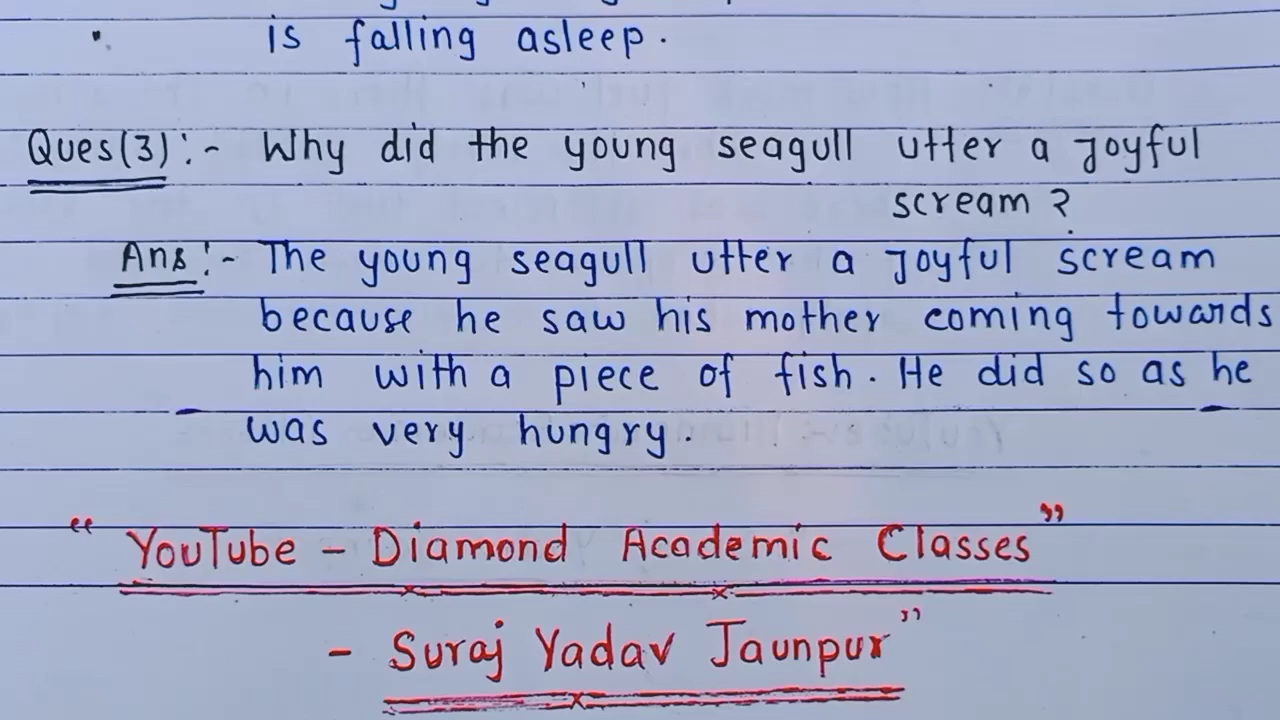 is falling asleep.
Ques(3):- Why did the young seagull utter a Joyful
scream?
Ans:- The young seagull utter a Joyful scream
because he saw his mother coming towards
him with a piece of fish. He did so as he
was very hungry.
"YouTube - Diamond Academic Classes"
- Suraj Yadav Jaunpur"